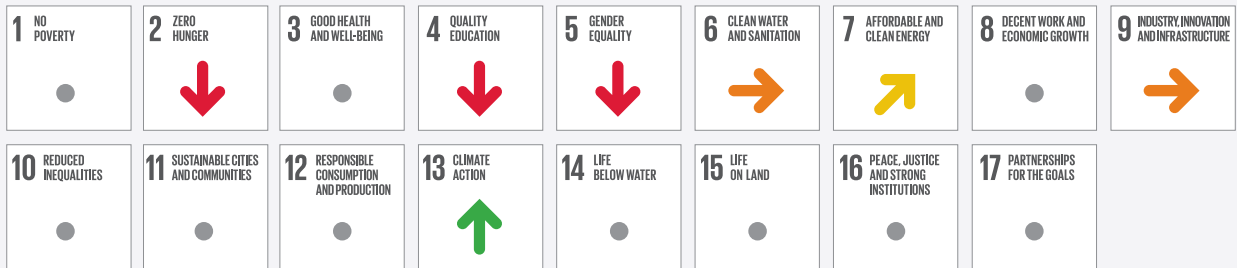 1 NO
POVERTY
2 ZERO
HUNGER
3 GOOD HEALTH
AND WELL-BEING
4 QUALITY
EDUCATION
5 GENDER
EQUALITY
6 CLEAN WATER
AND SANITATION
7 AFFORDABLE AND
CLEAN ENERGY
8 DECENT WORK AND
ECONOMIC GROWTH
9 INDUSTRY, INNOVATION
AND INFRASTRUCTURE
10 REDUCED
INEQUALITIES
11 SUSTAINABLE CITIES
AND COMMUNITIES
12 RESPONSIBLE
CONSUMPTION
AND PRODUCTION
13 CLIMATE
ACTION
14 LIFE
BELOW WATER
15 LIFE
ON LAND
16 PEACE, JUSTICE
AND STRONG
INSTITUTIONS
17 PARTNERSHIPS
FOR THE GOALS